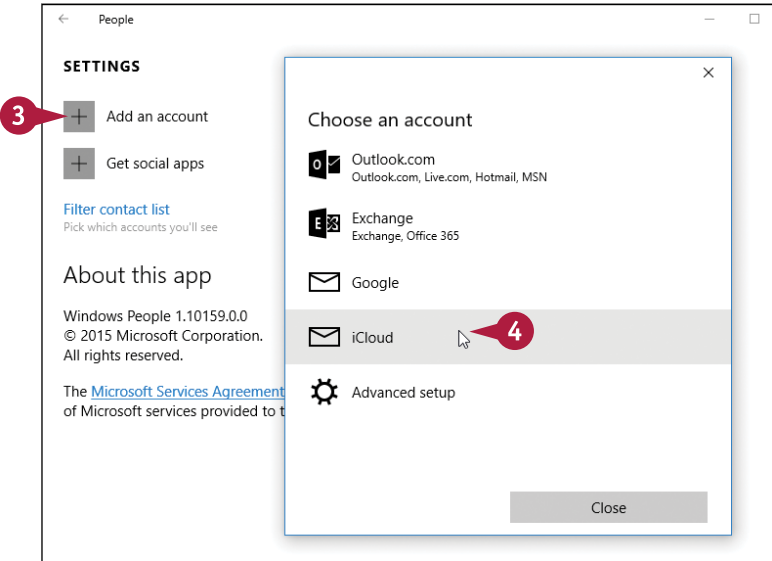 People
SETTINGS
3
Add an account
Get social apps
Filter contact list
Pick which accounts you'll see
About this app
Windows People 1.10159.0.0
© 2015 Microsoft Corporation.
All rights reserved.
The Microsoft Services Agreement
of Microsoft services provided to t
Choose an account
Outlook.com
Outlook.com, Live.com, Hotmail, MSN
Exchange
Exchange, Office 365
Google
iCloud
4
Advanced setup
Close